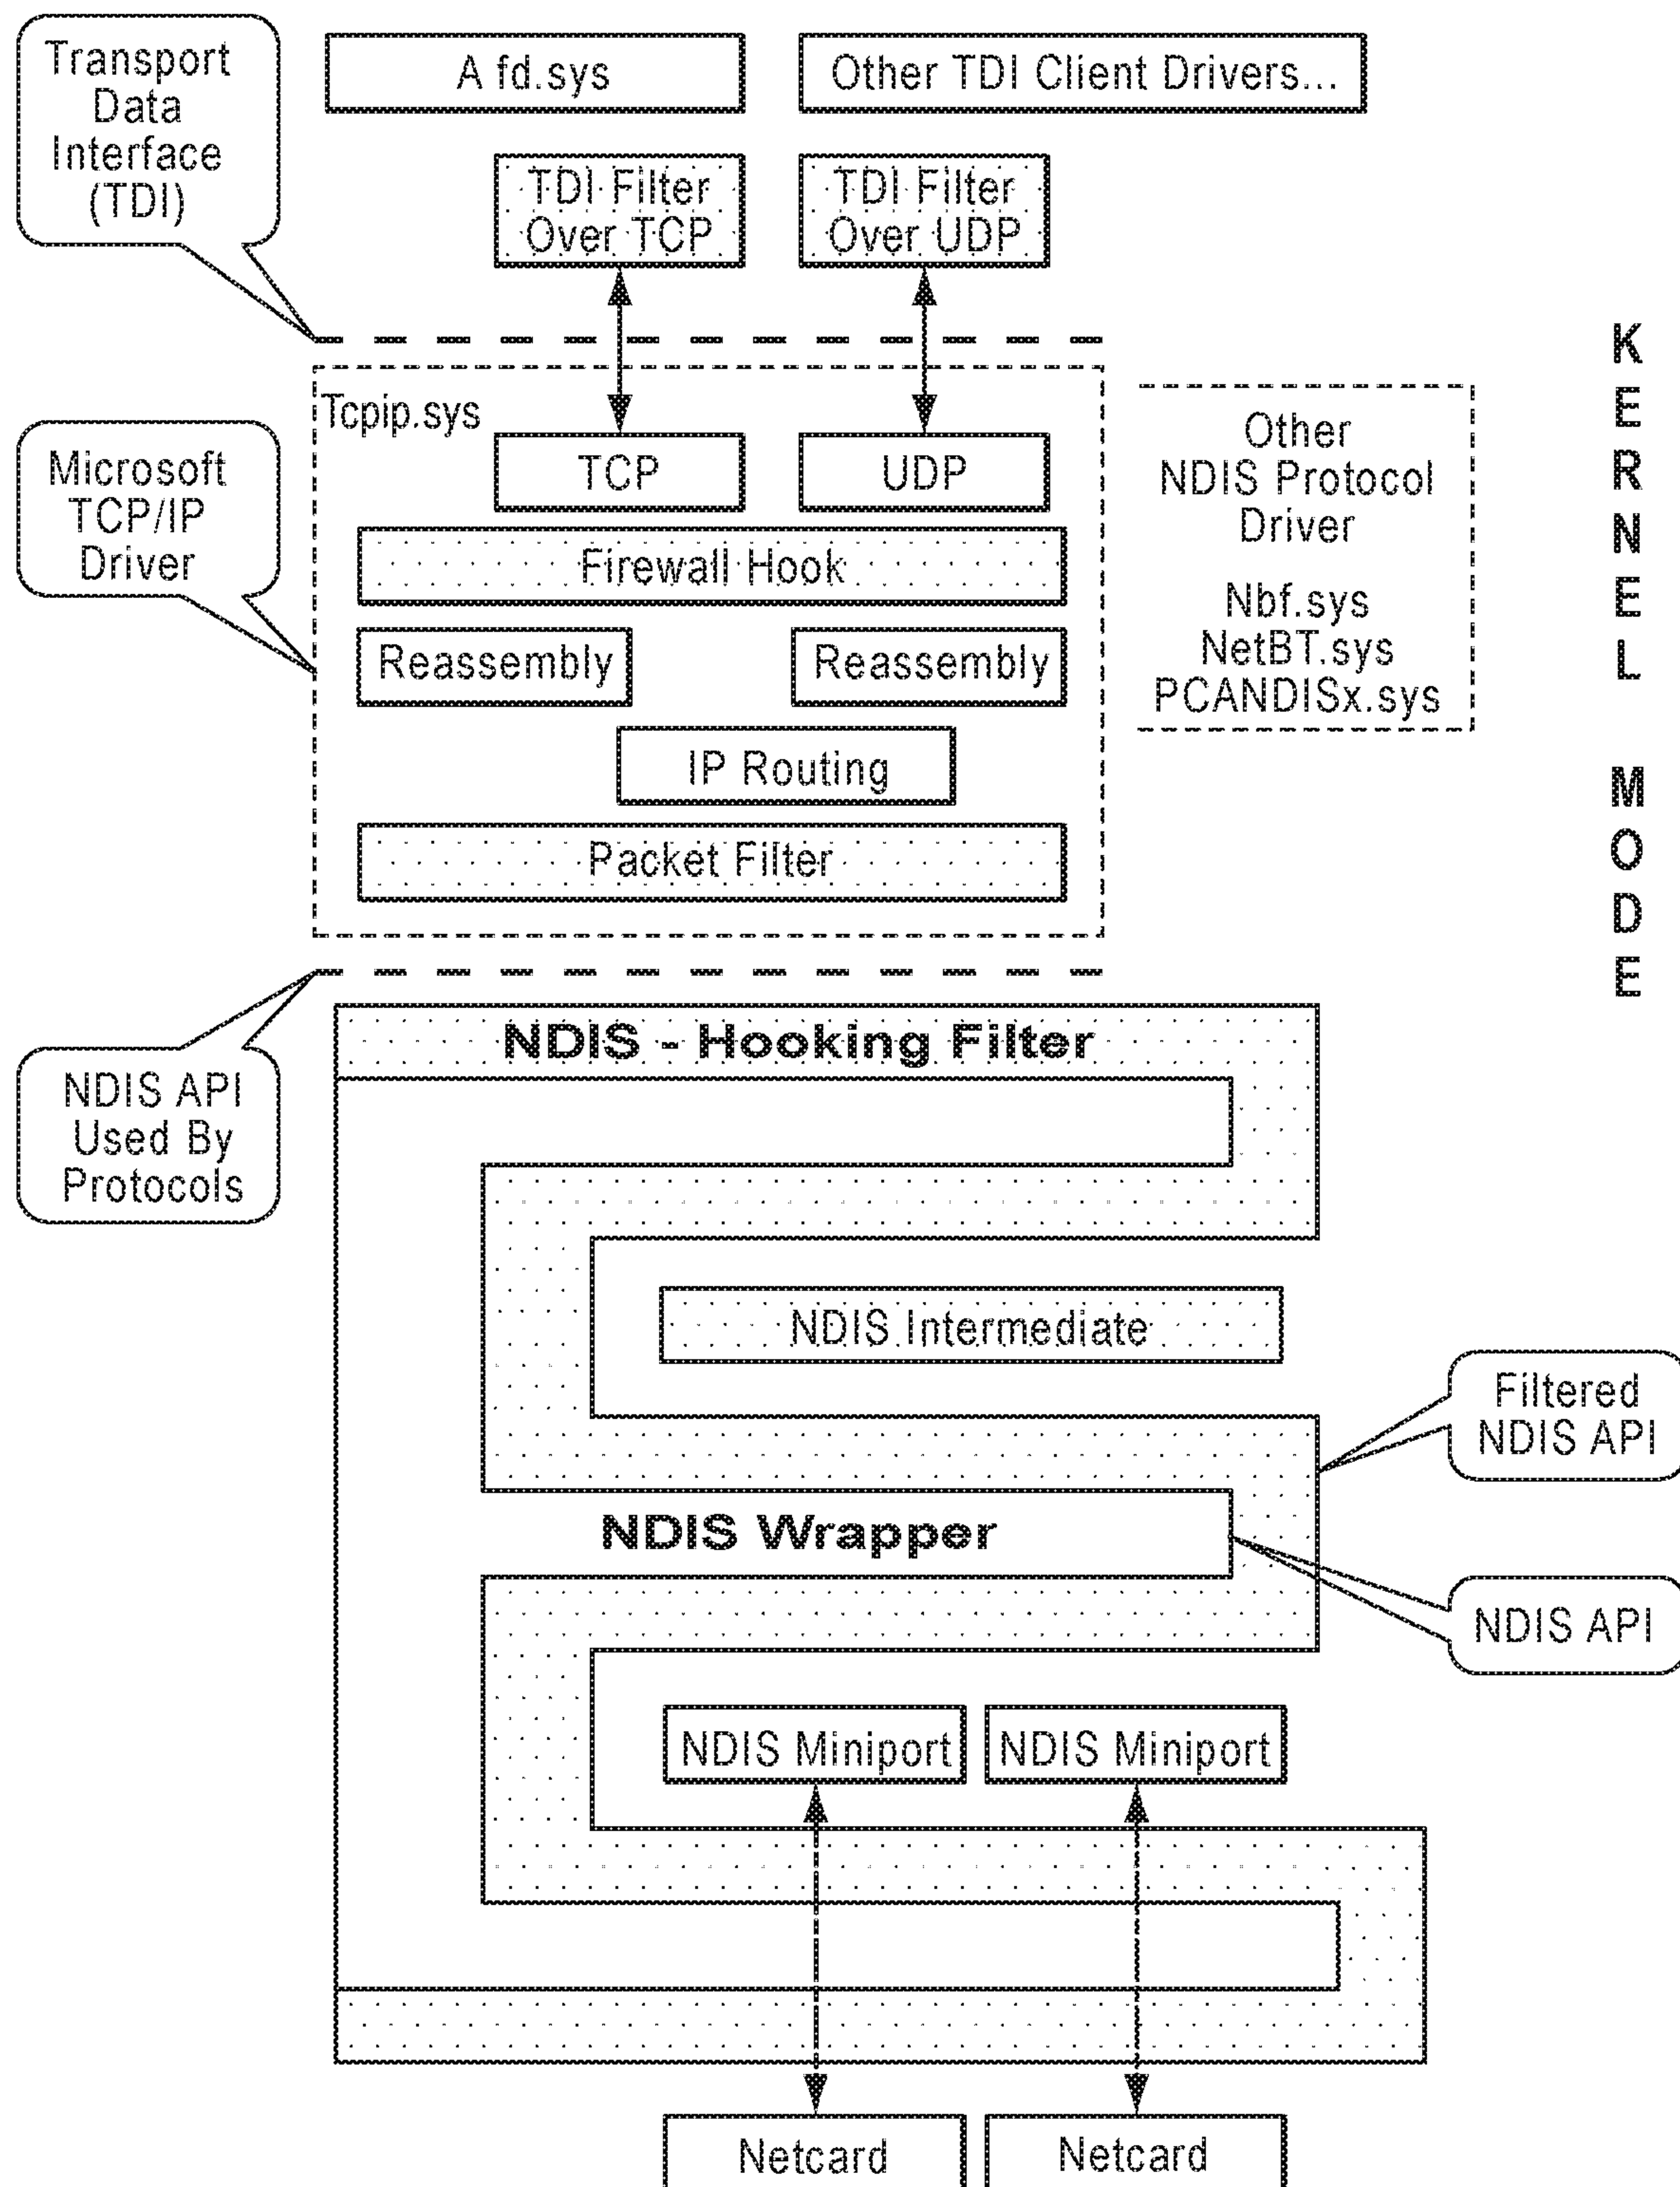 Transport
Data
Interface
(TDI)
A fd.sys
Other TDI Client Drivers...
TDI Filter
Over TCP
TDI Filter
Over UDP
Tcpip.sys
Microsoft
TCP/IP
Driver
TCP
UDP
Firewall Hook
Reassembly
Reassembly
IP Routing
Packet Filter
Other
NDIS Protocol
Driver
Nbf.sys
NetBT.sys
PCANDISx.sys
K
E
R
N
E
L
M
O
D
E
NDIS API
Used By
Protocols
NDIS - Hooking Filter
NDIS Intermediate
Filtered
NDIS API
NDIS Wrapper
NDIS API
NDIS Miniport
NDIS Miniport
Netcard
Netcard